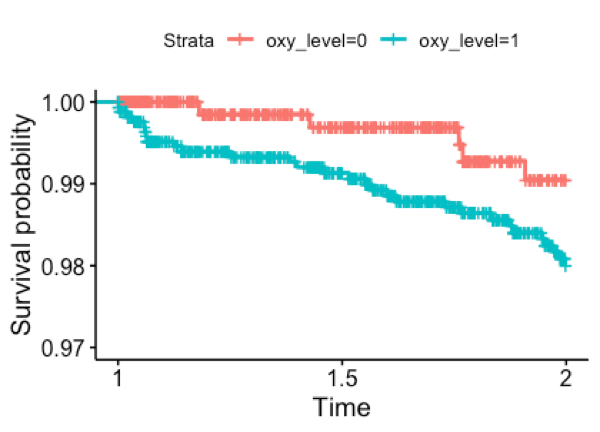 Strata oxy_level=0 oxy_level=1
Survival probability
1.00
0.99
0.98
0.97
1 1.5 2
Time